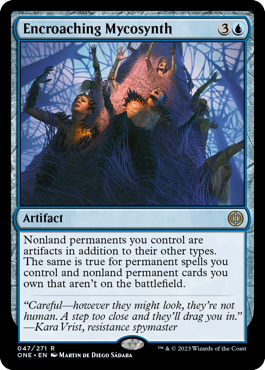 Encroaching Mycosynth 3
Artifact
Nonland permanents you control are
artifacts in addition to their other types.
The same is true for permanent spells you
control and nonland permanent cards you
own that aren't on the battlefield.
“Careful—however they might look, they're not
human. A step too close and they'll drag you in.”
—Kara Vrist, resistance spymaster
047/271 R
ONE • EN Martin de Diego Sádaba
™ & © 2023 Wizards of the Coast